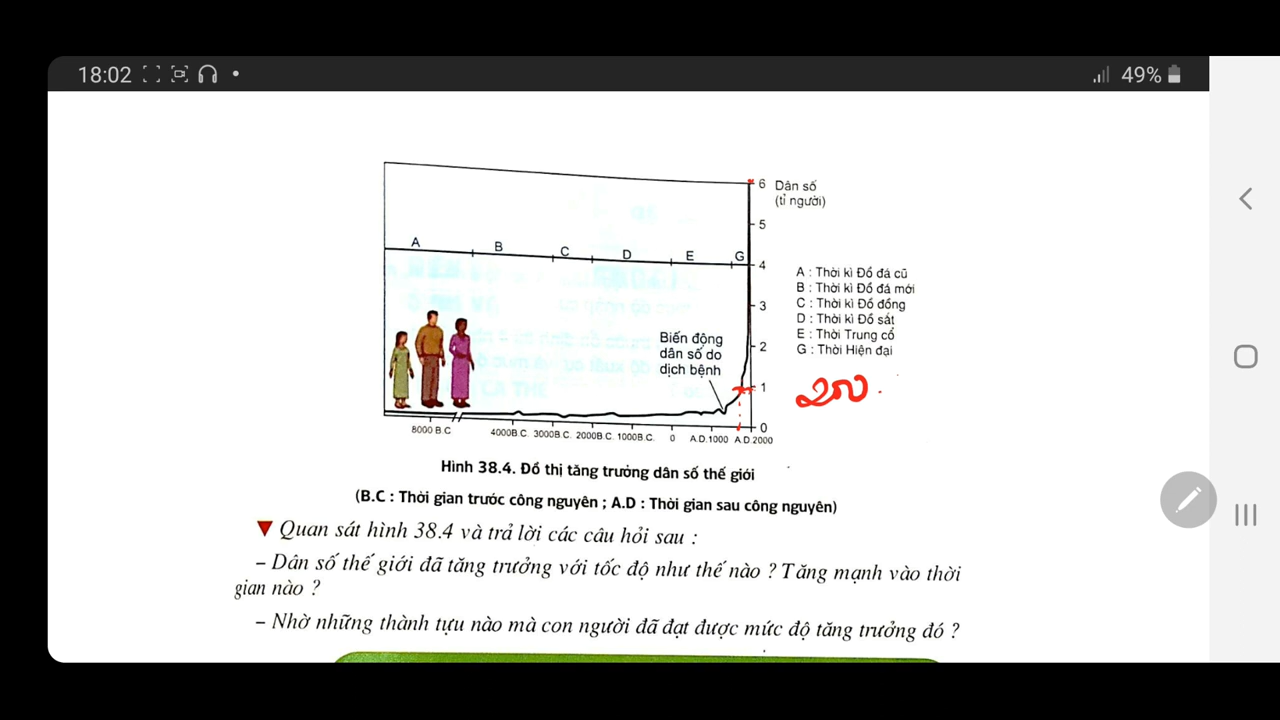 18:02
49%
6 Dân số
(tỉ người)
5
A B C D E G
4
A : Thời kì Đồ đá cũ
B : Thời kì Đồ đá mới
C : Thời kì Đồ đồng
D : Thời kì Đồ sắt
E : Thời Trung cổ
G : Thời Hiện đại
3
Biến động
dân số do
dịch bệnh
2
1
200
0
8000 B.C 4000B.C. 3000B.C. 2000B.C. 1000B.C. 0 A.D.1000 A.D.2000
Hình 38.4. Đồ thị tăng trưởng dân số thế giới
(B.C : Thời gian trước công nguyên ; A.D : Thời gian sau công nguyên)
▼ Quan sát hình 38.4 và trả lời các câu hỏi sau :
– Dân số thế giới đã tăng trưởng với tốc độ như thế nào ? Tăng mạnh vào thời
gian nào ?
– Nhờ những thành tựu nào mà con người đã đạt được mức độ tăng trưởng đó ?